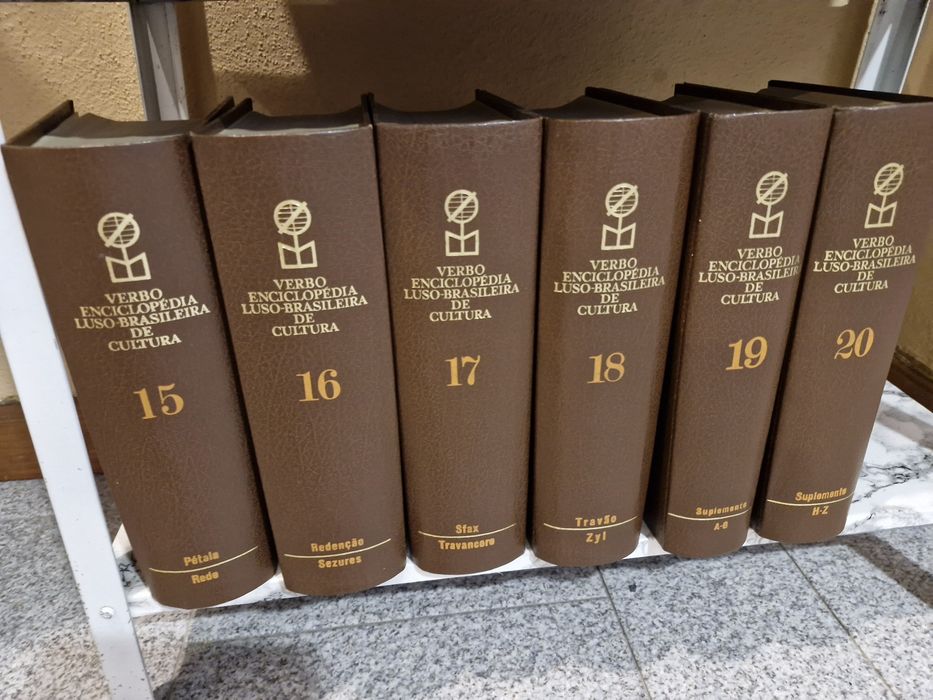 VERBO
ENCICLOPÉDIA
LUSO-BRASILEIRA
DE
CULTURA
15
Pétala
Rede
VERBO
ENCICLOPÉDIA
LUSO-BRASILEIRA
DE
CULTURA
16
Redenção
Sezures
VERBO
ENCICLOPÉDIA
LUSO-BRASILEIRA
DE
CULTURA
17
Sfax
Travancore
VERBO
ENCICLOPÉDIA
LUSO-BRASILEIRA
DE
CULTURA
18
Travão
Zyl
VERBO
ENCICLOPÉDIA
LUSO-BRASILEIRA
DE
CULTURA
19
Suplemento
A-G
VERBO
ENCICLOPÉDIA
LUSO-BRASILEIRA
DE
CULTURA
20
Suplemento
H-Z